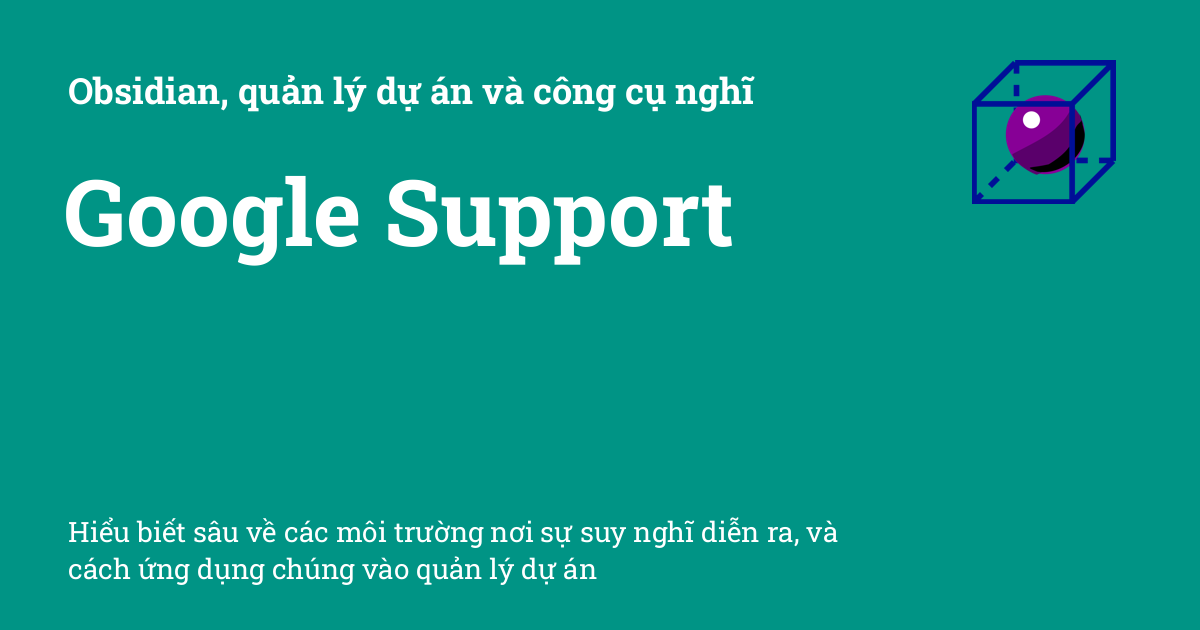 Obsidian, quản lý dự án và công cụ nghĩ
Google Support
Hiểu biết sâu về các môi trường nơi sự suy nghĩ diễn ra, và
cách ứng dụng chúng vào quản lý dự án